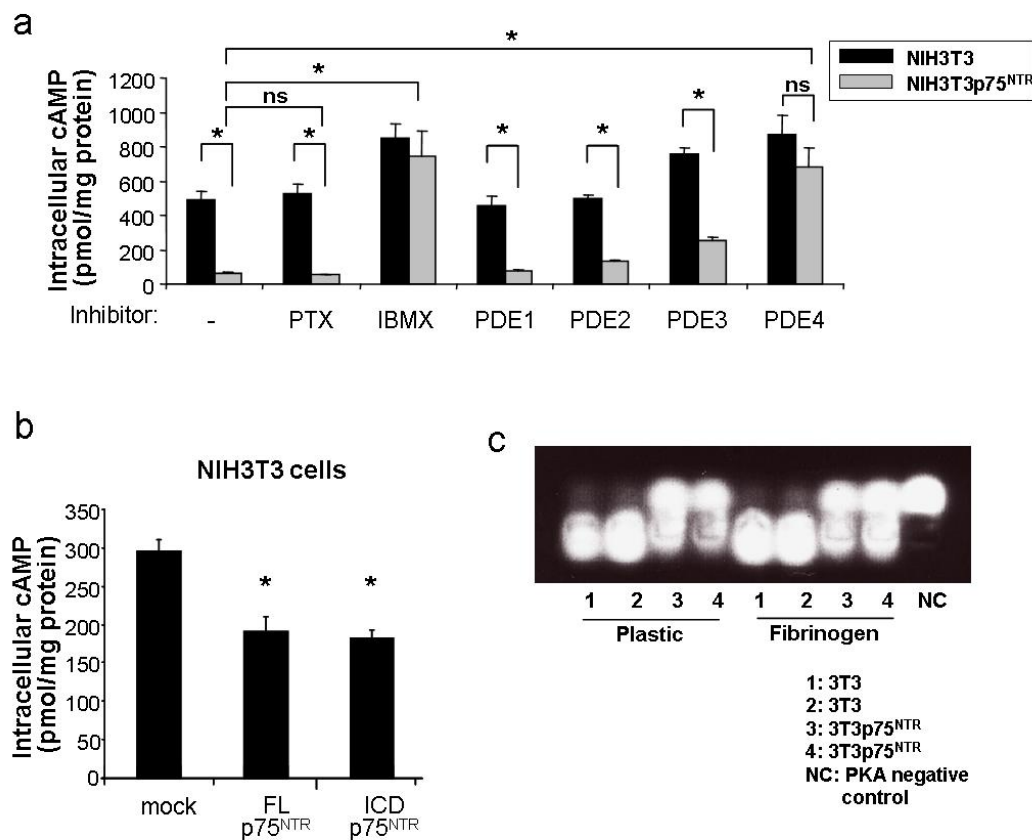 a
*
*
ns
* * * * * ns
NIH3T3
NIH3T3p75NTR
Intracellular cAMP
(pmol/mg protein)
1200
1000
800
600
400
200
0
Inhibitor: - PTX IBMX PDE1 PDE2 PDE3 PDE4
b
NIH3T3 cells
Intracellular cAMP
(pmol/mg protein)
350
300
250
200
150
100
50
0
* *
mock FL ICD
p75NTR p75NTR
c
1 2 3 4 1 2 3 4 NC
Plastic Fibrinogen
1: 3T3
2: 3T3
3: 3T3p75NTR
4: 3T3p75NTR
NC: PKA negative
control